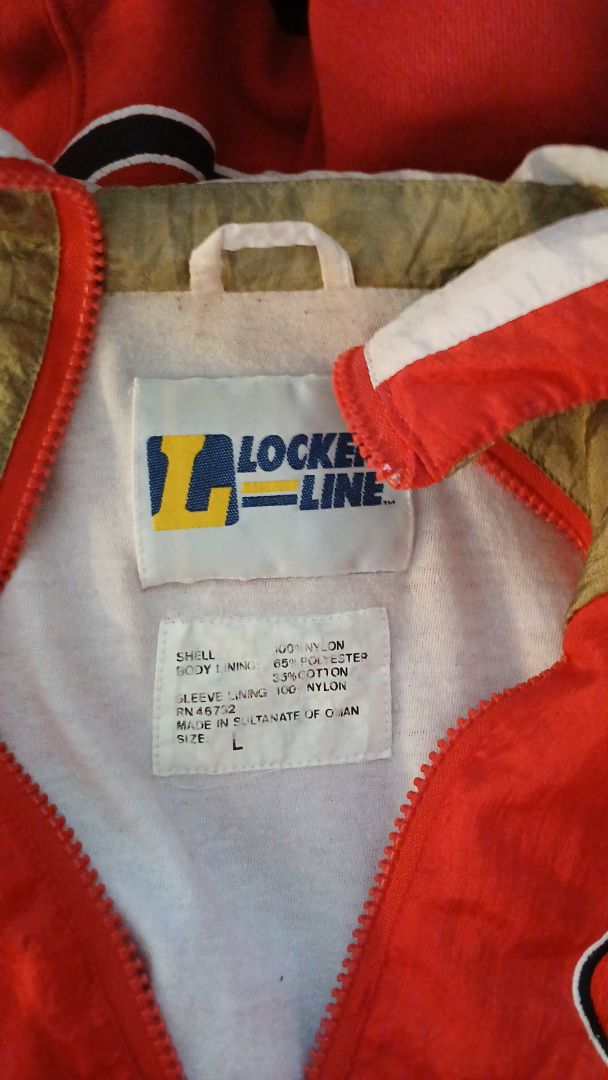 L LOCKER
LINE™
SHELL: 100% NYLON
BODY LINING: 65% POLYESTER
35% COTTON
SLEEVE LINING 100% NYLON
RN 46732
MADE IN SULTANATE OF OMAN
SIZE: L